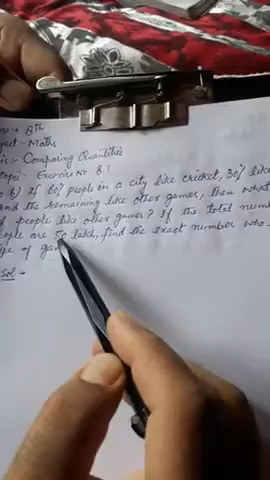 8th
Maths
Comparing Quantities
Exercise No 8.1
If 60% people in a city like cricket, 30% like
and the remaining like other games, then what
of people like other games? If the total num
are 50 lakh, find the exact number who
of
Sol →